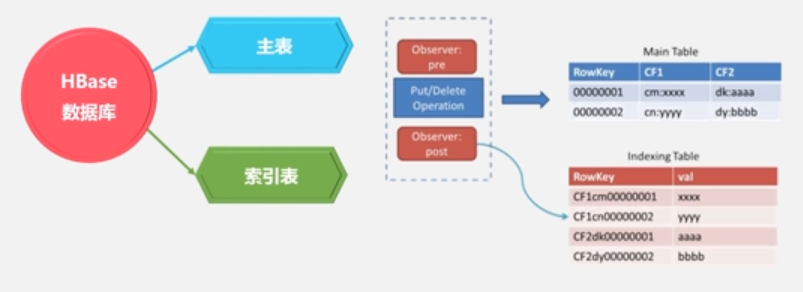 HBase
数据库
主表
索引表
Observer:
pre
Put/Delete
Operation
Observer:
post
Main Table
RowKey CF1 CF2
00000001 cm:xxxx dk:aaaa
00000002 cn:yyyy dy:bbbb
Indexing Table
RowKey val
CF1cm00000001 xxxx
CF1cn00000002 yyyy
CF2dk00000001 aaaa
CF2dy00000002 bbbb